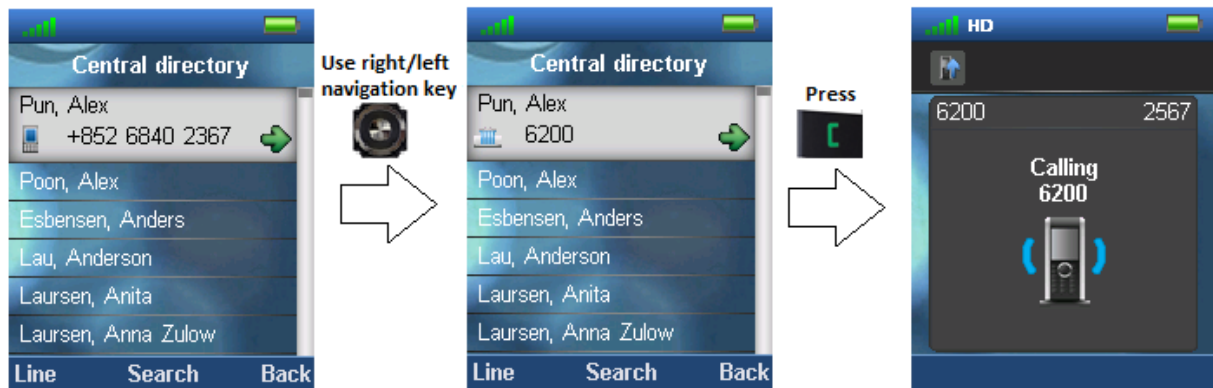 Central directory
Pun, Alex
+852 6840 2367
Poon, Alex
Esbensen, Anders
Lau, Anderson
Laursen, Anita
Laursen, Anna Zulow
Line Search Back
Use right/left
navigation key
Central directory
Pun, Alex
6200
Poon, Alex
Esbensen, Anders
Lau, Anderson
Laursen, Anita
Laursen, Anna Zulow
Line Search Back
Press
HD
6200 2567
Calling
6200